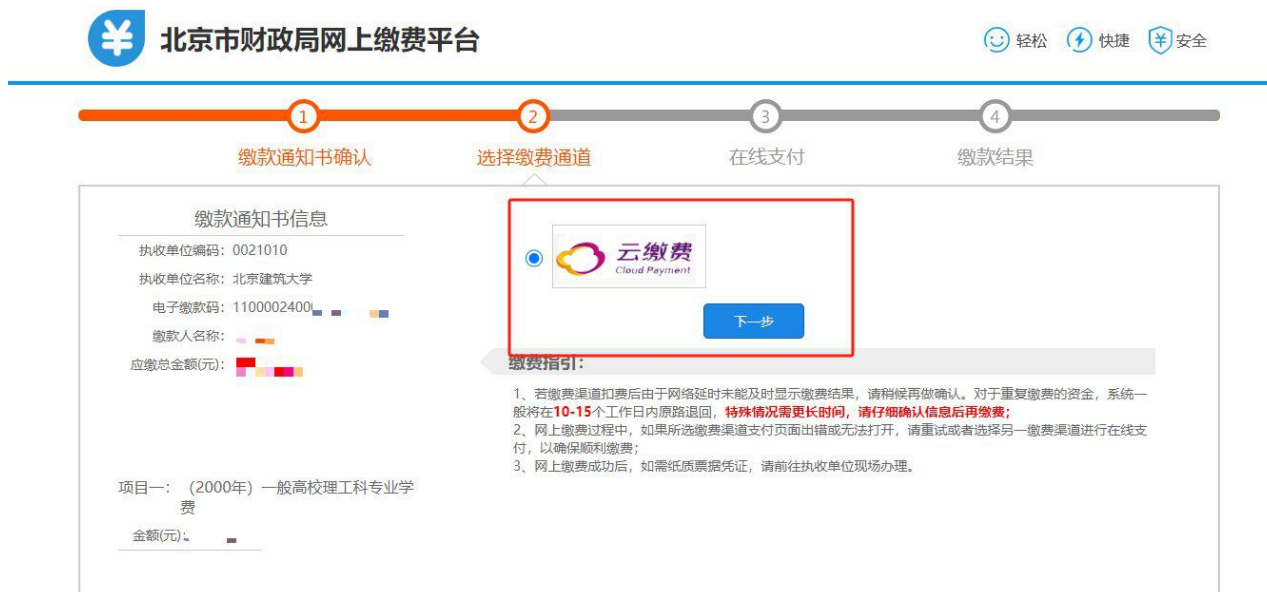 ¥ 北京市财政局网上缴费平台
轻松 快捷 ¥ 安全
1 2 3 4
缴款通知书确认 选择缴费通道 在线支付 缴款结果
缴款通知书信息
执收单位编码：0021010
执收单位名称：北京建筑大学
电子缴款码：1100002400
缴款人名称：
应缴总金额(元)：
项目一：（2000年）一般高校理工科专业学
费
金额(元)：
云缴费
Cloud Payment
下一步
缴费指引：
1、若缴费渠道扣费后由于网络延时未能及时显示缴费结果，请稍候再做确认。对于重复缴费的资金，系统一
般将在10-15个工作日内原路退回，特殊情况需更长时间，请仔细确认信息后再缴费；
2、网上缴费过程中，如果所选缴费渠道支付页面出错或无法打开，请重试或者选择另一缴费渠道进行在线支
付，以确保顺利缴费；
3、网上缴费成功后，如需纸质票据凭证，请前往执收单位现场办理。